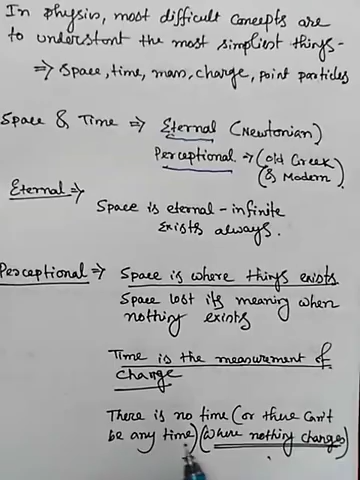 In physics, most difficult concepts are
to understant the most simpliest things -
⇒ space, time, mass, charge, point particles
Space & Time ⇒ Eternal (Newtonian)
Perceptional → (Old Greek
& Modern)
Eternal ⇒
Space is eternal - infinite
exists always.
Perceptional ⇒ Space is where things exists
Space lost its meaning when
nothing exists
Time is the measurement of
change
There is no time (or there can't
be any time) (where nothing changes)